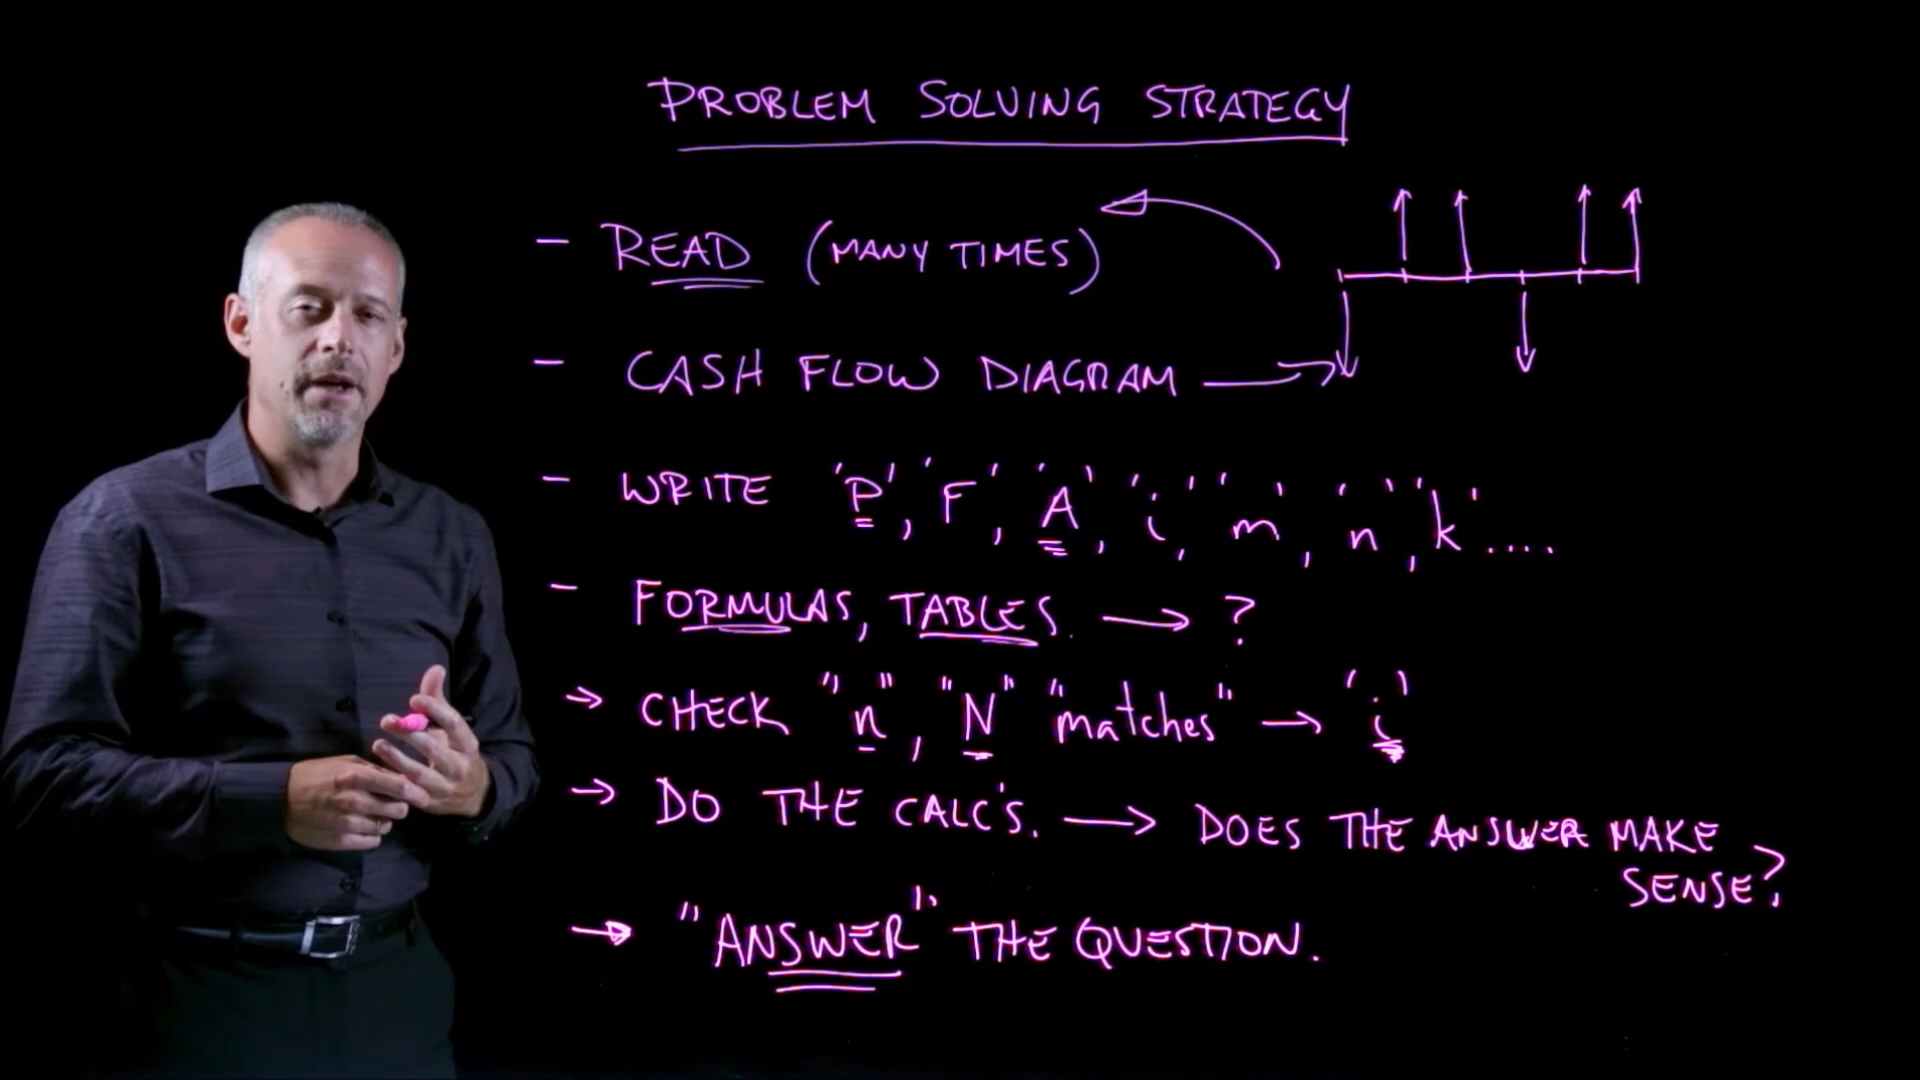 PROBLEM SOLVING STRATEGY
- READ (MANY TIMES)
- CASH FLOW DIAGRAM →
- WRITE 'P', 'F', 'A', 'i', 'm', 'n', 'k'....
- FORMULAS, TABLES. → ?
→ CHECK "n", "N" "matches" → 'i'
→ DO THE CALC'S. → DOES THE ANSWER MAKE
SENSE?
→ "ANSWER" THE QUESTION.